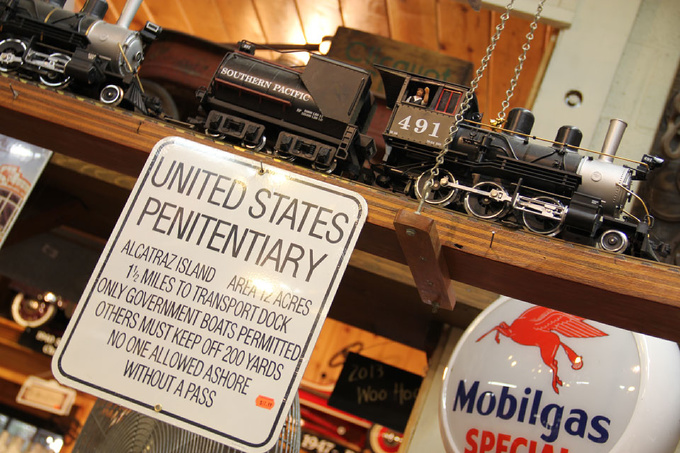 SOUTHERN PACIFIC
491
UNITED STATES
PENITENTIARY
ALCATRAZ ISLAND AREA 12 ACRES
1½ MILES TO TRANSPORT DOCK
ONLY GOVERNMENT BOATS PERMITTED
OTHERS MUST KEEP OFF 200 YARDS
NO ONE ALLOWED ASHORE
WITHOUT A PASS
2013
Woo Hoo
Mobilgas
SPECIAL
1947